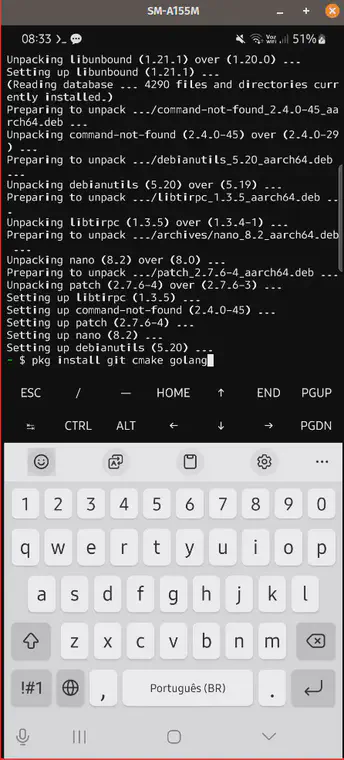 SM-A155M
08:33 >_ 51%
Unpacking libunbound (1.21.1) over (1.20.0) ...
Setting up libunbound (1.21.1) ...
(Reading database ... 4290 files and directories curr
ently installed.)
Preparing to unpack .../command-not_found_2.4.0-45_aa
rch64.deb ...
Unpacking command-not-found (2.4.0-45) over (2.4.0-29
) ...
Preparing to unpack .../debianutils_5.20_aarch64.deb
...
Unpacking debianutils (5.20) over (5.19) ...
Preparing to unpack .../libtirpc_1.3.5_aarch64.deb ..
.
Unpacking libtirpc (1.3.5) over (1.3.4-1) ...
Preparing to unpack .../archives/nano_8.2_aarch64.deb
...
Unpacking nano (8.2) over (8.0) ...
Preparing to unpack .../patch_2.7.6-4_aarch64.deb ...
Unpacking patch (2.7.6-4) over (2.7.6-3) ...
Setting up libtirpc (1.3.5) ...
Setting up command-not-found (2.4.0-45) ...
Setting up patch (2.7.6-4) ...
Setting up nano (8.2) ...
Setting up debianutils (5.20) ...
~ $ pkg install git cmake golang
ESC / — HOME ↑ END PGUP
⇆ CTRL ALT ← ↓ → PGDN
1 2 3 4 5 6 7 8 9 0
q w e r t y u i o p
a s d f g h j k l
z x c v b n m
!#1 , Português (BR) .